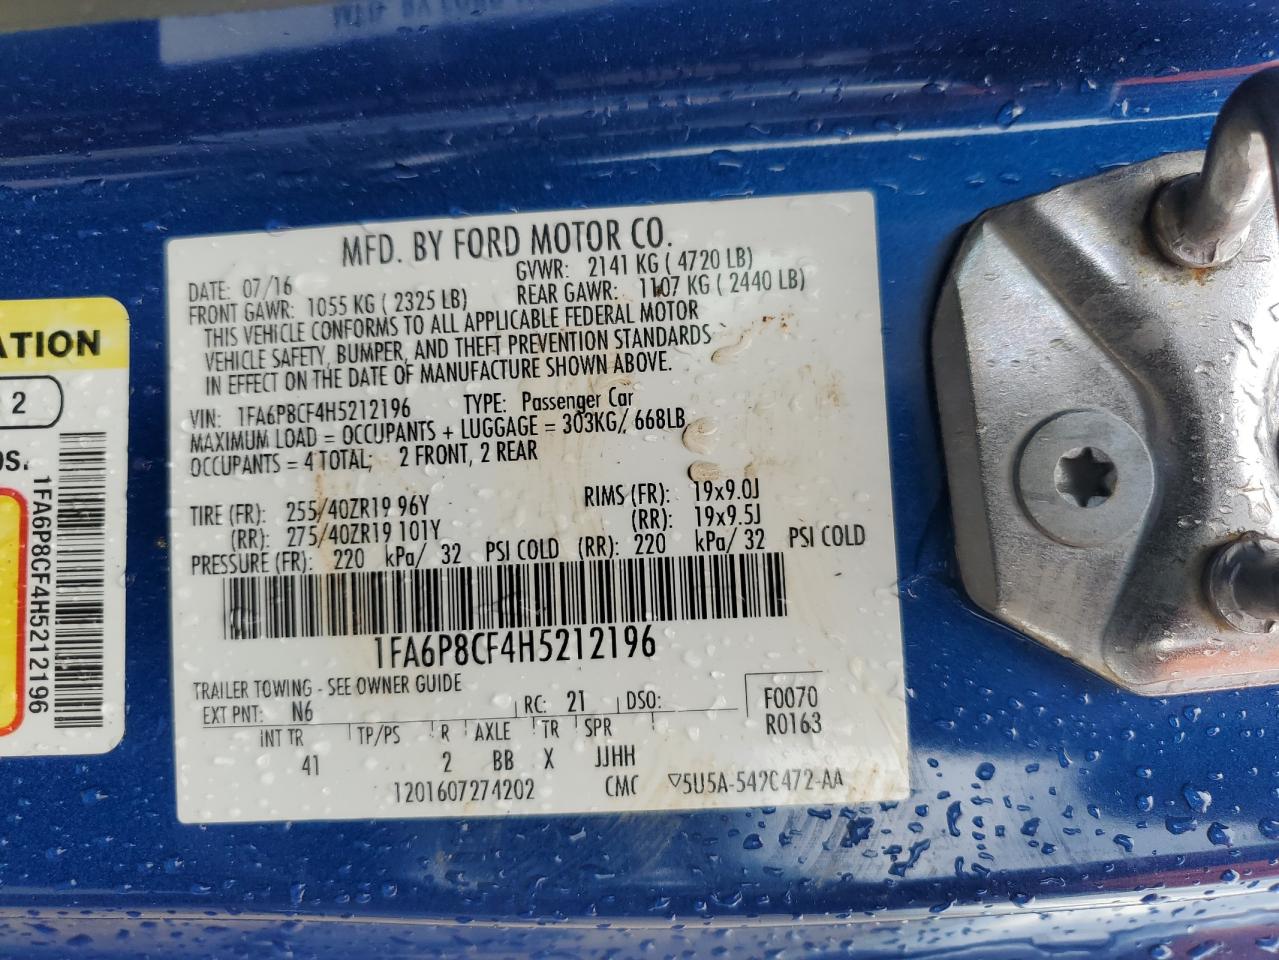 MFD. BY FORD MOTOR CO.
DATE: 07/16 GVWR: 2141 KG ( 4720 LB)
FRONT GAWR: 1055 KG ( 2325 LB) REAR GAWR: 1107 KG ( 2440 LB)
THIS VEHICLE CONFORMS TO ALL APPLICABLE FEDERAL MOTOR
VEHICLE SAFETY, BUMPER, AND THEFT PREVENTION STANDARDS
IN EFFECT ON THE DATE OF MANUFACTURE SHOWN ABOVE.
VIN: 1FA6P8CF4H5212196 TYPE: Passenger Car
MAXIMUM LOAD = OCCUPANTS + LUGGAGE = 303KG/ 668LB
OCCUPANTS = 4 TOTAL; 2 FRONT, 2 REAR
TIRE (FR): 255/40ZR19 96Y RIMS (FR): 19x9.0J
(RR): 275/40ZR19 101Y (RR): 19x9.5J
PRESSURE (FR): 220 kPa/ 32 PSI COLD (RR): 220 kPa/ 32 PSI COLD
1FA6P8CF4H5212196
TRAILER TOWING - SEE OWNER GUIDE
EXT PNT: N6 RC: 21 DSO: F0070
INT TR TP/PS R AXLE TR SPR R0163
41 2 BB X JJHH
1201607274202 CMC 5U5A-542C472-AA
ATION
2
OS.
1FA6P8CF4H5212196